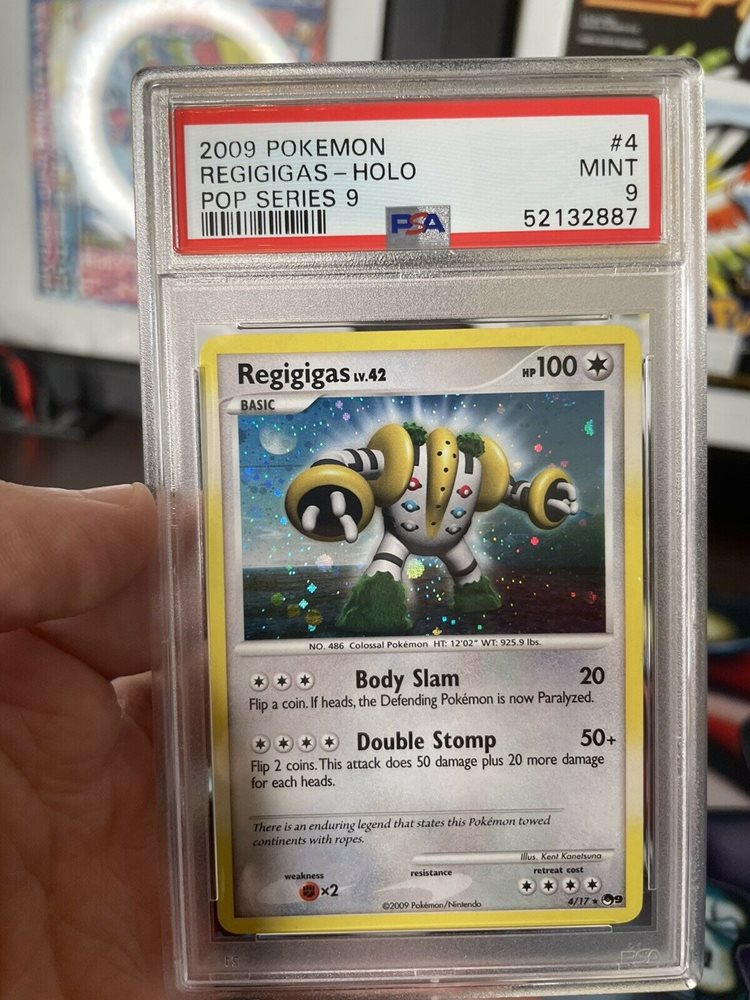 2009 POKEMON #4
REGIGIGAS – HOLO MINT
POP SERIES 9 9
PSA 52132887
Regigigas LV.42 HP100
BASIC
NO. 486 Colossal Pokémon HT: 12'02" WT: 925.9 lbs.
Body Slam 20
Flip a coin. If heads, the Defending Pokémon is now Paralyzed.
Double Stomp 50+
Flip 2 coins. This attack does 50 damage plus 20 more damage
for each heads.
There is an enduring legend that states this Pokémon towed
continents with ropes.
Illus. Kent Kanetsuna
weakness resistance retreat cost
×2
©2009 Pokémon/Nintendo 4/17 ★ 9